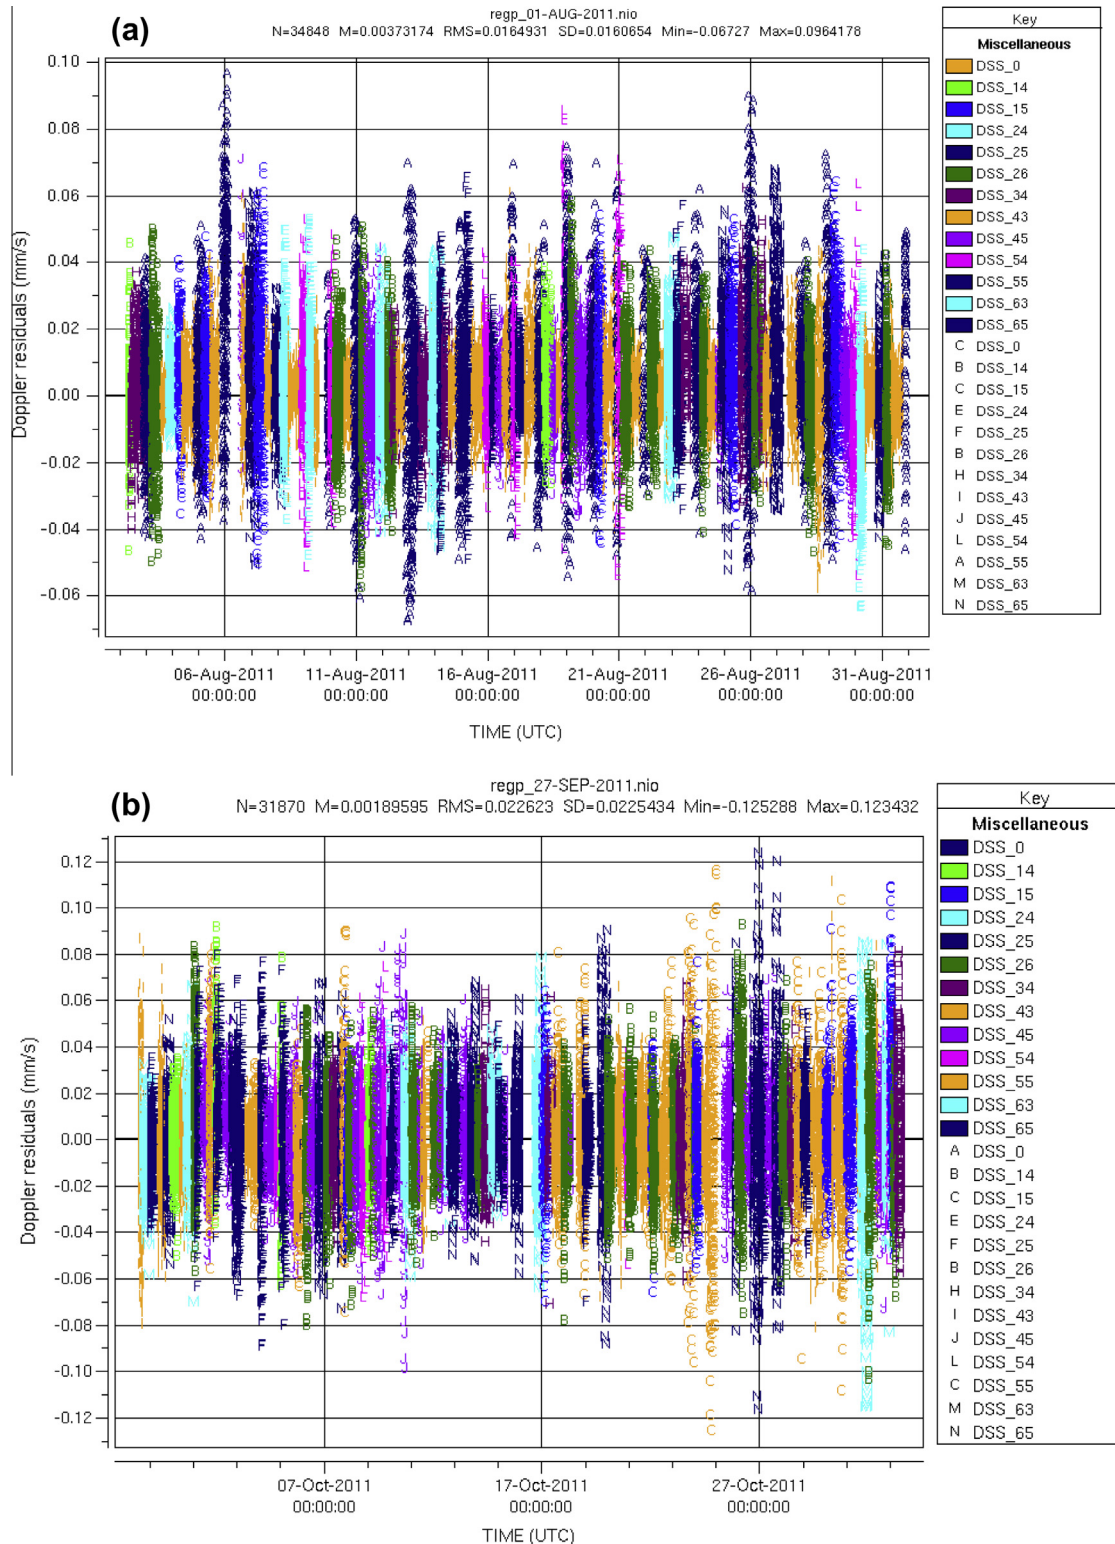 (a)
regp_01-AUG-2011.nio
N=34848 M=0.00373174 RMS=0.0164931 SD=0.0160654 Min=-0.06727 Max=0.0964178
Doppler residuals (mm/s)
0.10
0.08
0.06
0.04
0.02
0.00
-0.02
-0.04
-0.06
06-Aug-2011 11-Aug-2011 16-Aug-2011 21-Aug-2011 26-Aug-2011 31-Aug-2011
00:00:00 00:00:00 00:00:00 00:00:00 00:00:00 00:00:00
TIME (UTC)
Key
Miscellaneous
DSS_0
DSS_14
DSS_15
DSS_24
DSS_25
DSS_26
DSS_34
DSS_43
DSS_45
DSS_54
DSS_55
DSS_63
DSS_65
C DSS_0
B DSS_14
C DSS_15
E DSS_24
F DSS_25
B DSS_26
H DSS_34
I DSS_43
J DSS_45
L DSS_54
A DSS_55
M DSS_63
N DSS_65
(b)
regp_27-SEP-2011.nio
N=31870 M=0.00189595 RMS=0.022623 SD=0.0225434 Min=-0.125288 Max=0.123432
Doppler residuals (mm/s)
0.12
0.10
0.08
0.06
0.04
0.02
0.00
-0.02
-0.04
-0.06
-0.08
-0.10
-0.12
07-Oct-2011 17-Oct-2011 27-Oct-2011
00:00:00 00:00:00 00:00:00
TIME (UTC)
Key
Miscellaneous
DSS_0
DSS_14
DSS_15
DSS_24
DSS_25
DSS_26
DSS_34
DSS_43
DSS_45
DSS_54
DSS_55
DSS_63
DSS_65
A DSS_0
B DSS_14
C DSS_15
E DSS_24
F DSS_25
B DSS_26
H DSS_34
I DSS_43
J DSS_45
L DSS_54
C DSS_55
M DSS_63
N DSS_65